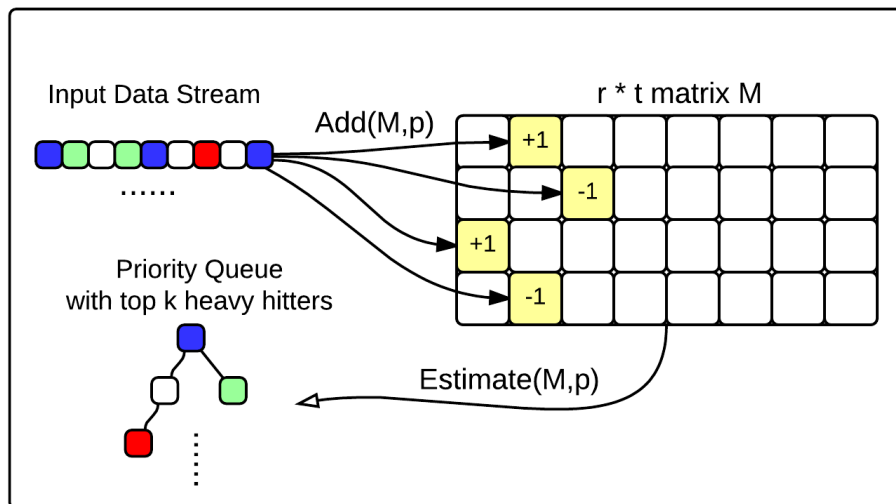 Input Data Stream
Add(M,p)
r * t matrix M
+1
-1
+1
-1
......
Priority Queue
with top k heavy hitters
Estimate(M,p)